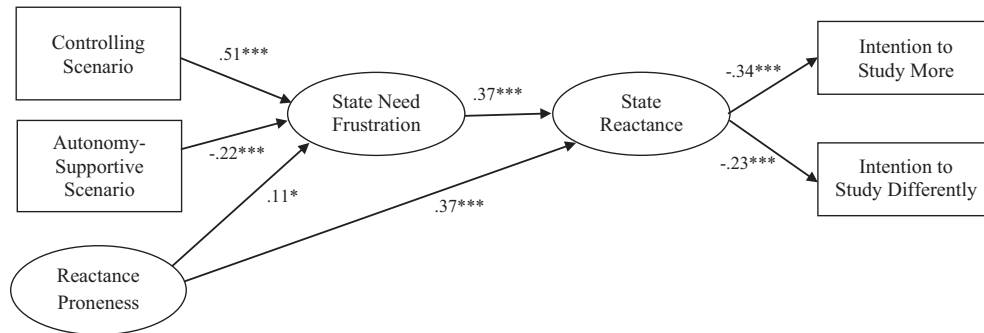 Controlling
Scenario
.51***
Autonomy-
Supportive
Scenario
-.22***
Reactance
Proneness
.11*
.37***
State Need
Frustration
.37***
State
Reactance
-.34***
-.23***
Intention to
Study More
Intention to
Study Differently